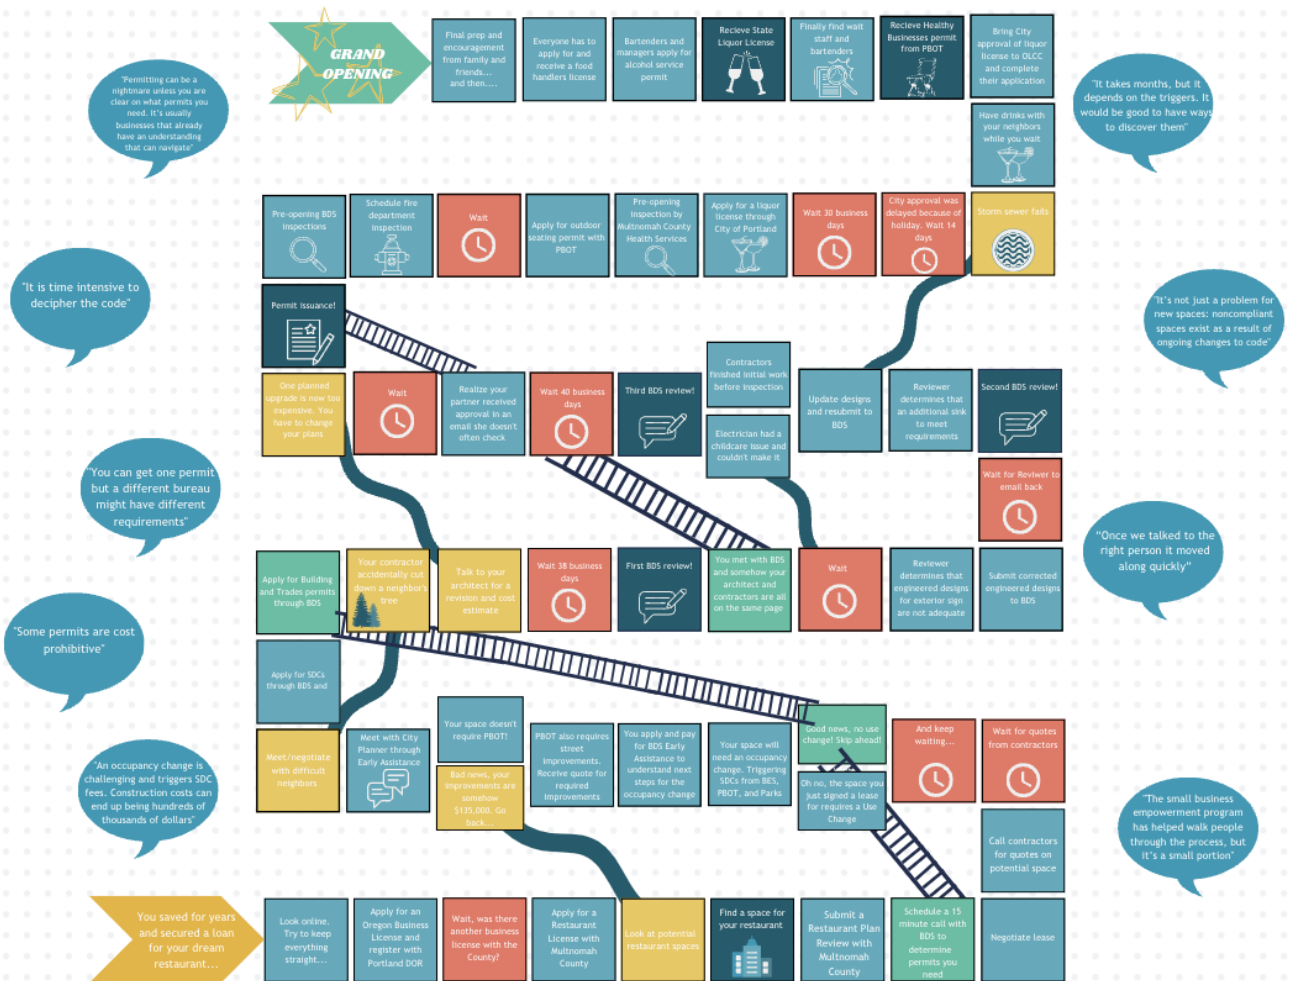 GRAND
OPENING
Final prep and
encouragement
from family and
friends...
and then....
Everyone has to
apply for and
receive a food
handlers license
Bartenders and
managers apply for
alcohol service
permit
Recieve State
Liquor License
Finally find wait
staff and
bartenders
Recieve Healthy
Businesses permit
from PBOT
Bring City
approval of liquor
license to OLCC
and complete
their application
"Permitting can be a
nightmare unless you are
clear on what permits you
need. It's usually
businesses that already
have an understanding
that can navigate"
"It takes months, but it
depends on the triggers. It
would be good to have ways
to discover them"
Have drinks with
your neighbors
while you wait
Pre-opening BDS
inspections
Schedule fire
department
inspection
Wait
Apply for outdoor
seating permit with
PBOT
Pre-opening
inspection by
Multnomah County
Health Services
Apply for a liquor
license through
City of Portland
Wait 30 business
days
City approval was
delayed because of
holiday. Wait 14
days
Storm sewer fails
"It is time intensive to
decipher the code"
"It's not just a problem for
new spaces: noncompliant
spaces exist as a result of
ongoing changes to code"
Permit Issuance!
One planned
upgrade is now too
expensive. You
have to change
your plans
Wait
Realize your
partner received
approval in an
email she doesn't
often check
Wait 40 business
days
Third BDS review!
Contractors
finished initial work
before inspection
Electrician had a
childcare issue and
couldn't make it
Update designs
and resubmit to
BDS
Reviewer
determines that
an additional sink
to meet
requirements
Second BDS review!
Wait for Reviwer to
email back
"You can get one permit
but a different bureau
might have different
requirements"
"Once we talked to the
right person it moved
along quickly"
Apply for Building
and Trades permits
through BDS
Your contractor
accidentally cut
down a neighbor's
tree
Talk to your
architect for a
revision and cost
estimate
Wait 38 business
days
First BDS review!
You met with BDS
and somehow your
architect and
contractors are all
on the same page
Wait
Reviewer
determines that
engineered designs
for exterior sign
are not adequate
Submit corrected
engineered designs
to BDS
"Some permits are cost
prohibitive"
Apply for SDCs
through BDS and
Meet/negotiate
with difficult
neighbors
Meet with City
Planner through
Early Assistance
Your space doesn't
require PBOT!
Bad news, your
improvements are
somehow
$135,000. Go
back...
PBOT also requires
street
improvements.
Receive quote for
required
improvements
You apply and pay
for BDS Early
Assistance to
understand next
steps for the
occupancy change
Your space will
need an occupancy
change. Triggering
SDCs from BES,
PBOT, and Parks
Good news, no use
change! Skip ahead!
Oh no, the space you
just signed a lease
for requires a Use
Change
And keep
waiting...
Wait for quotes
from contractors
"An occupancy change is
challenging and triggers SDC
fees. Construction costs can
end up being hundreds of
thousands of dollars"
"The small business
empowerment program
has helped walk people
through the process, but
it's a small portion"
Call contractors
for quotes on
potential space
You saved for years
and secured a loan
for your dream
restaurant...
Look online.
Try to keep
everything
straight...
Apply for an
Oregon Business
License and
register with
Portland DOR
Wait, was there
another business
license with the
County?
Apply for a
Restaurant
License with
Multnomah
County
Look at potential
restaurant spaces
Find a space for
your restaurant
Submit a
Restaurant Plan
Review with
Multnomah
County
Schedule a 15
minute call with
BDS to
determine
permits you
need
Negotiate lease